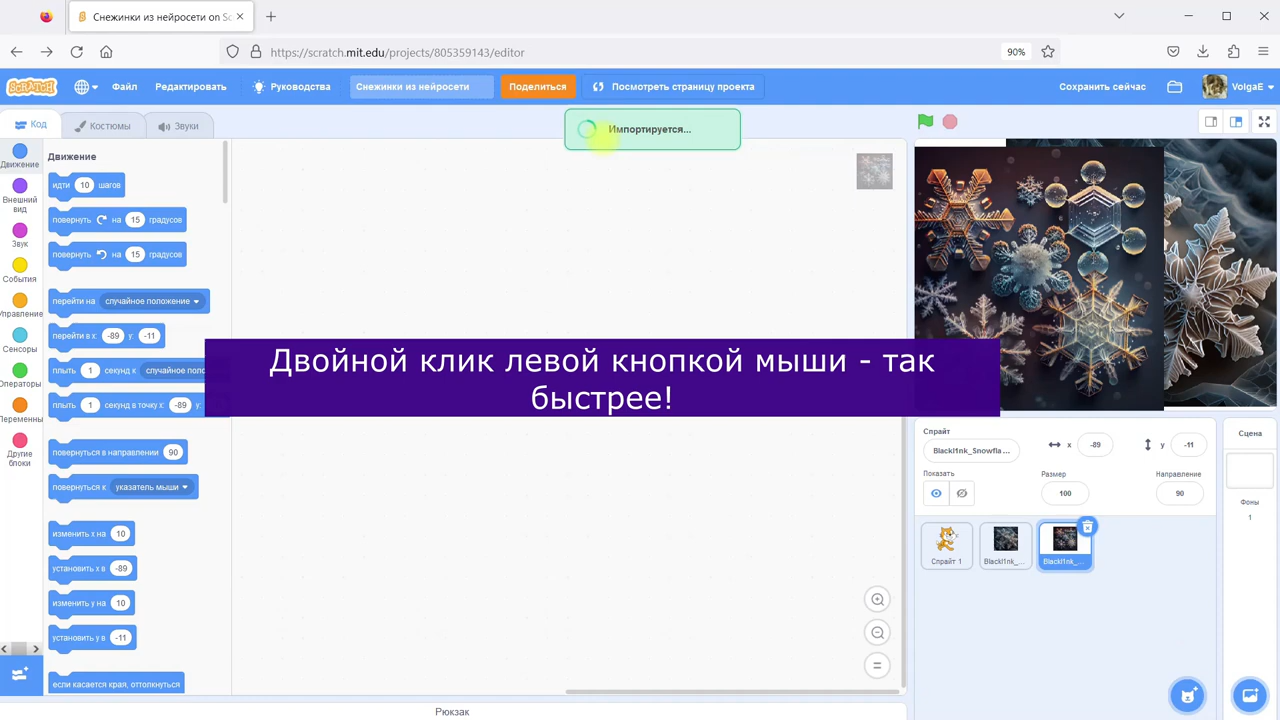 Снежинки из нейросети on Sc
https://scratch.mit.edu/projects/805359143/editor
90%
SCRATCH
Файл
Редактировать
Руководства
Снежинки из нейросети
Поделиться
Посмотреть страницу проекта
Сохранить сейчас
VolgaE
Код
Костюмы
Звуки
Импортируется...
Движение
Внешний вид
Звук
События
Управление
Сенсоры
Операторы
Переменны
Другие блоки
Движение
идти 10 шагов
повернуть на 15 градусов
повернуть на 15 градусов
перейти на случайное положение
перейти в x: -89 y: -11
плыть 1 секунд к случайное пол
плыть 1 секунд в точку x: -89 y:
повернуться в направлении 90
повернуться к указатель мыши
изменить x на 10
установить x в -89
изменить y на 10
установить y в -11
если касается края, оттолкнуться
Двойной клик левой кнопкой мыши - так
быстрее!
Рюкзак
Спрайт
Blackl1nk_Snowfla ...
x -89
y -11
Показать
Размер
100
Направление
90
Спрайт 1
Blackl1nk_...
Blackl1nk_...
Сцена
Фоны
1